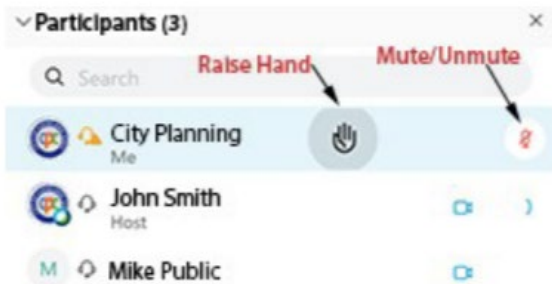 Participants (3)
Search
Raise Hand
Mute/Unmute
City Planning
Me
John Smith
Host
M
Mike Public